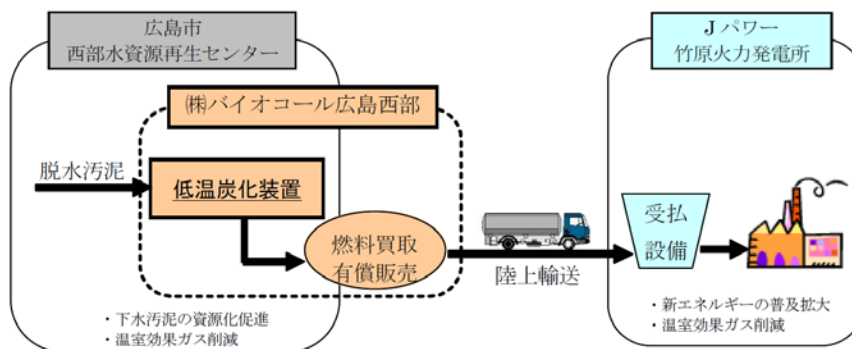 広島市
西部水資源再生センター
㈱バイオコール広島西部
脱水汚泥
低温炭化装置
燃料買取
有償販売
・下水汚泥の資源化促進
・温室効果ガス削減
陸上輸送
Jパワー
竹原火力発電所
受払
設備
・新エネルギーの普及拡大
・温室効果ガス削減